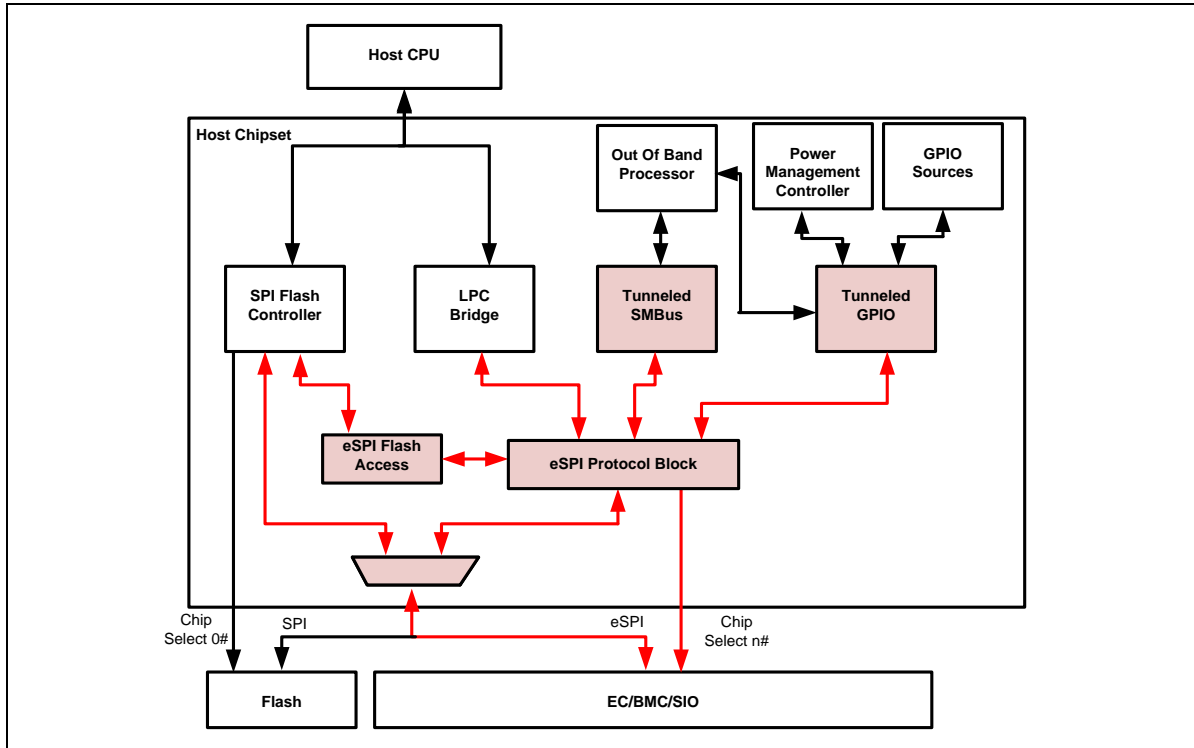 Host CPU
Host Chipset
Out Of Band
Processor
Power
Management
Controller
GPIO
Sources
SPI Flash
Controller
LPC
Bridge
Tunneled
SMBus
Tunneled
GPIO
eSPI Flash
Access
eSPI Protocol Block
Chip
Select 0#
SPI
eSPI
Chip
Select n#
Flash
EC/BMC/SIO